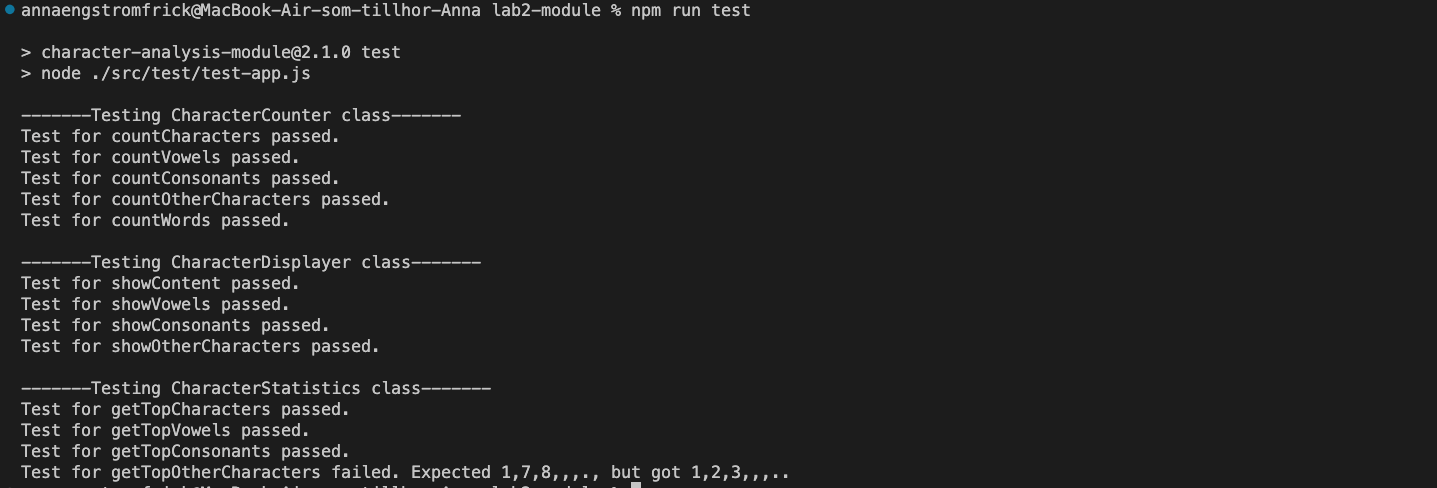 annaengstromfrick@MacBook-Air-som-tillhor-Anna lab2-module % npm run test
> character-analysis-module@2.1.0 test
> node ./src/test/test-app.js
-------Testing CharacterCounter class-------
Test for countCharacters passed.
Test for countVowels passed.
Test for countConsonants passed.
Test for countOtherCharacters passed.
Test for countWords passed.
-------Testing CharacterDisplayer class-------
Test for showContent passed.
Test for showVowels passed.
Test for showConsonants passed.
Test for showOtherCharacters passed.
-------Testing CharacterStatistics class-------
Test for getTopCharacters passed.
Test for getTopVowels passed.
Test for getTopConsonants passed.
Test for getTopOtherCharacters failed. Expected 1,7,8,,,., but got 1,2,3,,,..